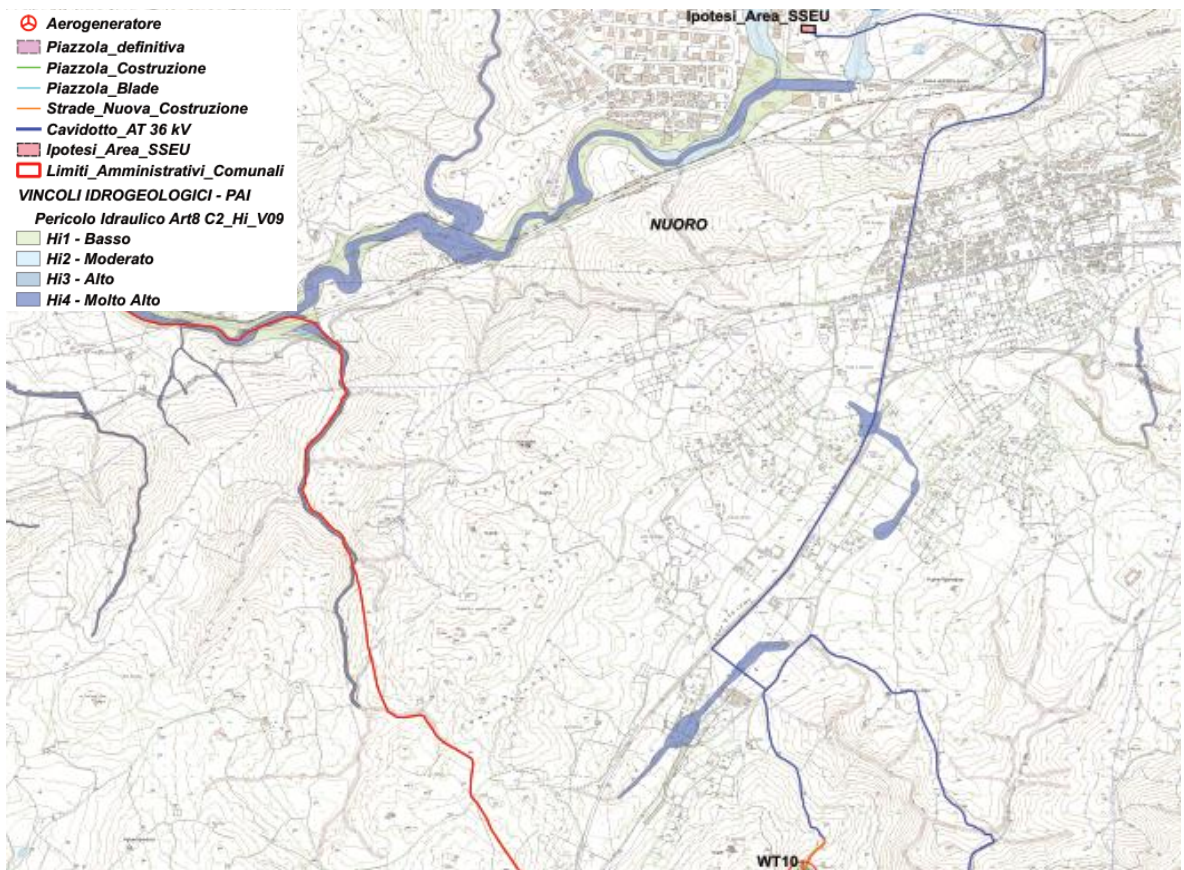 Aerogeneratore
Piazzola_definitiva
Piazzola_Costruzione
Piazzola_Blade
Strade_Nuova_Costruzione
Cavidotto_AT 36 kV
Ipotesi_Area_SSEU
Limiti_Amministrativi_Comunali
VINCOLI IDROGEOLOGICI - PAI
Pericolo Idraulico Art8 C2_Hi_V09
Hi1 - Basso
Hi2 - Moderato
Hi3 - Alto
Hi4 - Molto Alto
Ipotesi_Area_SSEU
NUORO
WT10